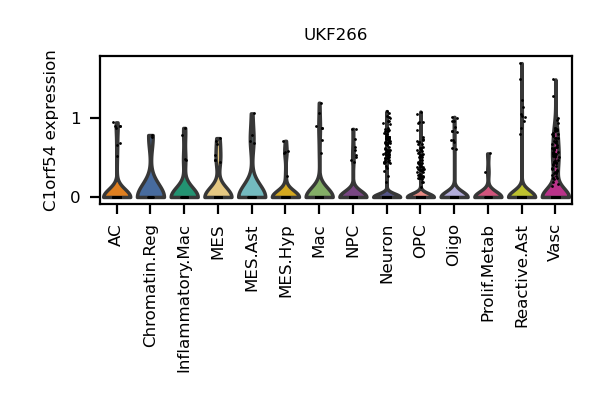 UKF266
C1orf54 expression
1
0
AC
Chromatin.Reg
Inflammatory.Mac
MES
MES.Ast
MES.Hyp
Mac
NPC
Neuron
OPC
Oligo
Prolif.Metab
Reactive.Ast
Vasc